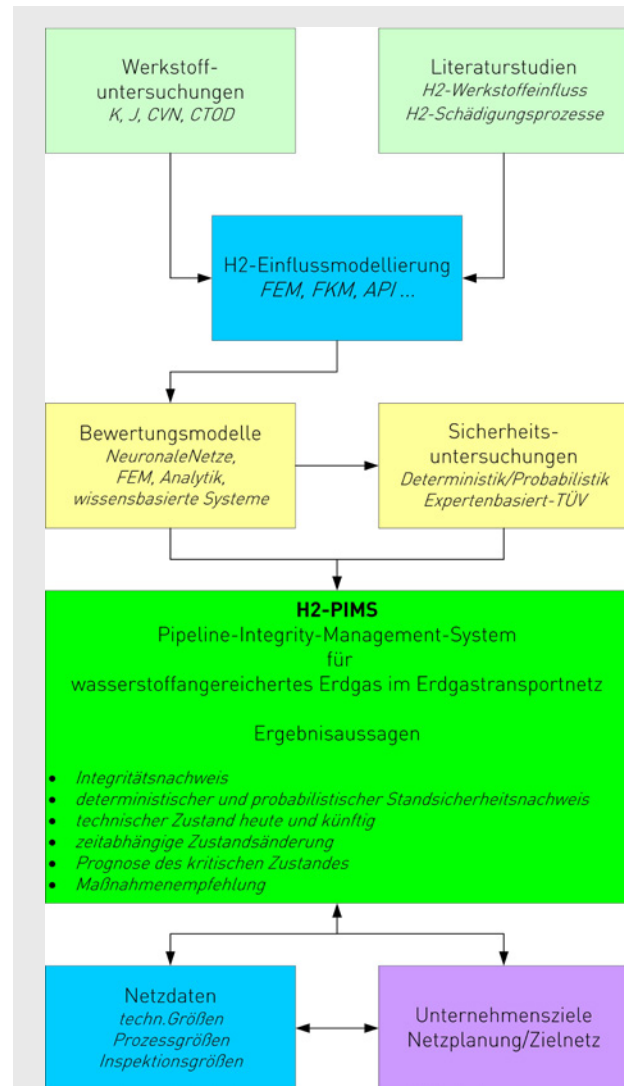 Werkstoff-
untersuchungen
K, J, CVN, CTOD
Literaturstudien
H2-Werkstoffeinfluss
H2-Schädigungsprozesse
H2-Einflussmodellierung
FEM, FKM, API ...
Bewertungsmodelle
NeuronaleNetze,
FEM, Analytik,
wissensbasierte Systeme
Sicherheits-
untersuchungen
Deterministik/Probabilistik
Expertenbasiert-TÜV
H2-PIMS
Pipeline-Integrity-Management-System
für
wasserstoffangereichertes Erdgas im Erdgastransportnetz
Ergebnisaussagen
• Integritätsnachweis
• deterministischer und probabilistischer Standsicherheitsnachweis
• technischer Zustand heute und künftig
• zeitabhängige Zustandsänderung
• Prognose des kritischen Zustandes
• Maßnahmenempfehlung
Netzdaten
techn.Größen
Prozessgrößen
Inspektionsgrößen
Unternehmensziele
Netzplanung/Zielnetz